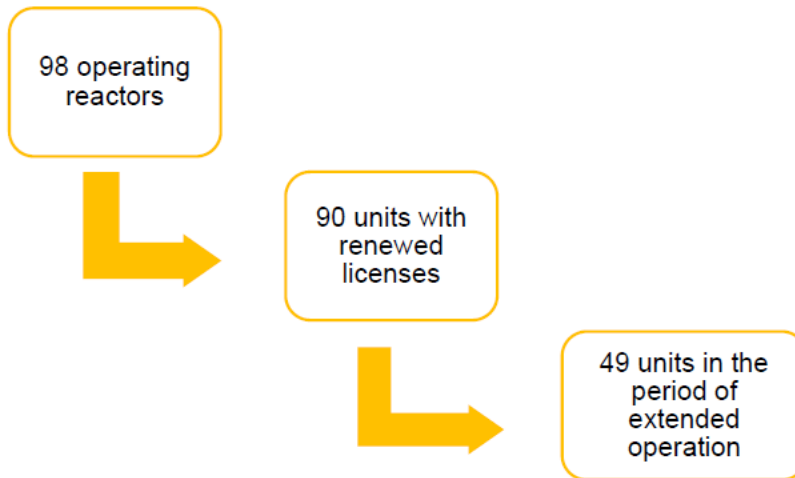 98 operating
reactors
90 units with
renewed
licenses
49 units in the
period of
extended
operation